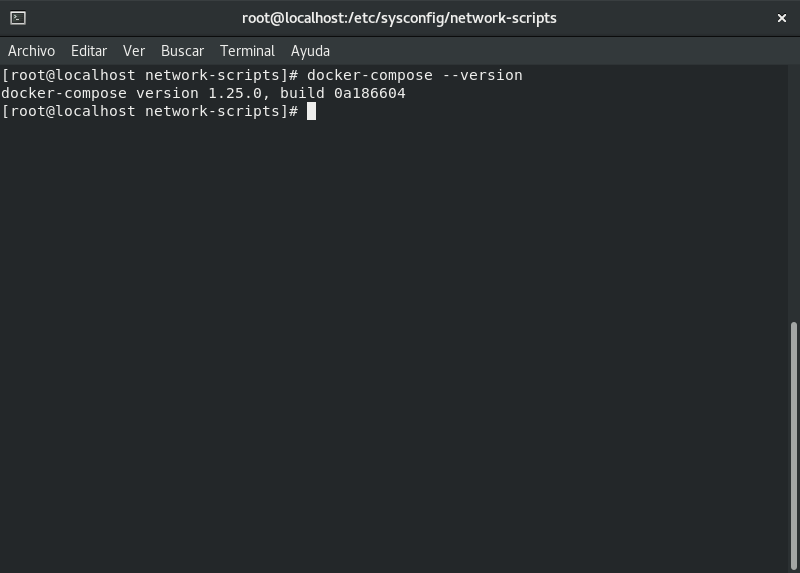 root@localhost:/etc/sysconfig/network-scripts
Archivo Editar Ver Buscar Terminal Ayuda
[root@localhost network-scripts]# docker-compose --version
docker-compose version 1.25.0, build 0a186604
[root@localhost network-scripts]#